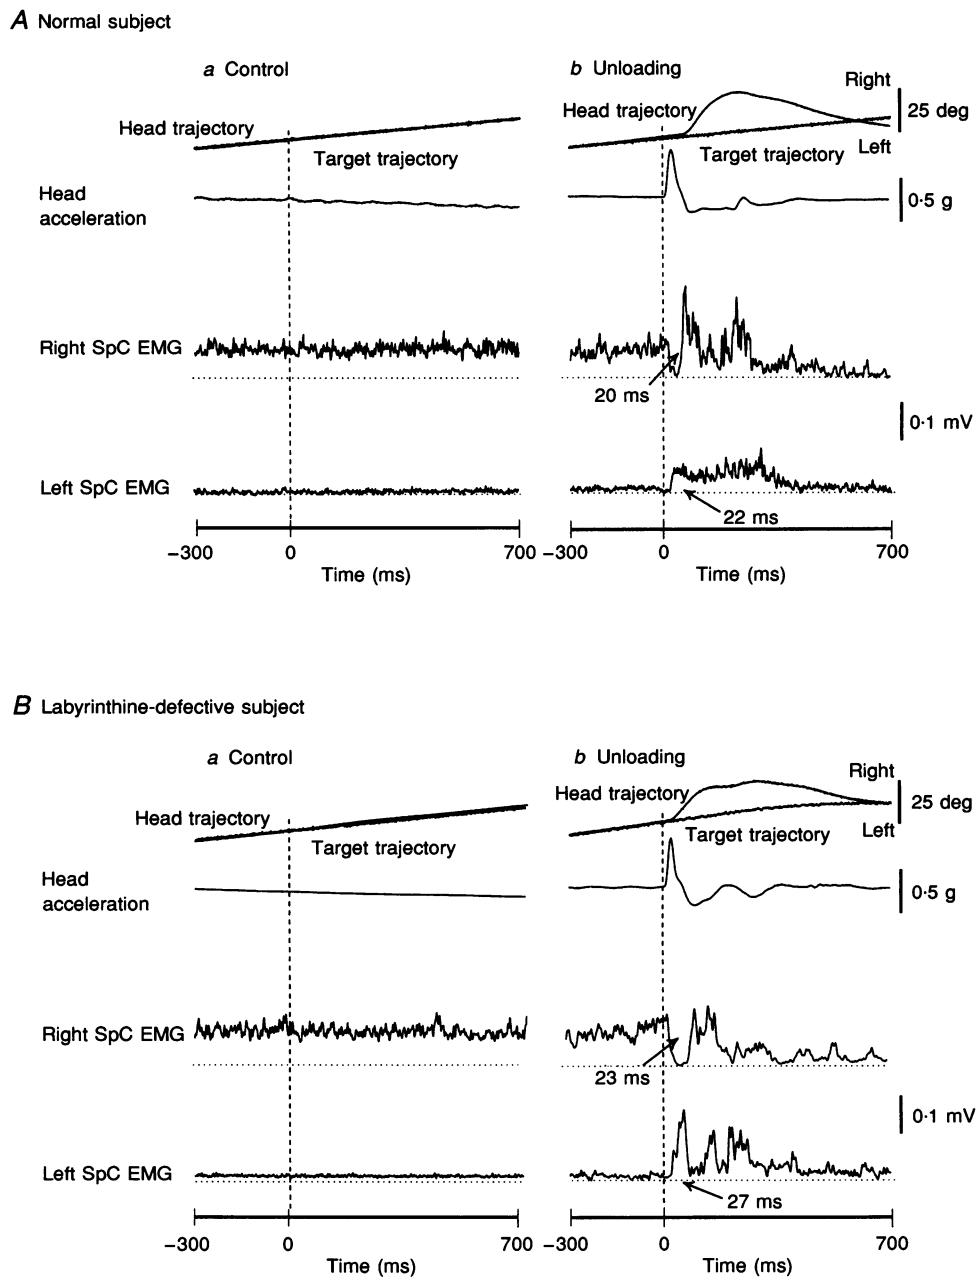 A Normal subject
a Control
b Unloading
Right
Head trajectory
25 deg
Head trajectory
Target trajectory
Target trajectory
Left
Head
acceleration
0·5 g
Right SpC EMG
20 ms
0·1 mV
Left SpC EMG
22 ms
−300 0 700
−300 0 700
Time (ms)
Time (ms)
B Labyrinthine-defective subject
a Control
b Unloading
Right
Head trajectory
25 deg
Head trajectory
Target trajectory
Target trajectory
Left
Head
acceleration
0·5 g
Right SpC EMG
23 ms
0·1 mV
Left SpC EMG
27 ms
−300 0 700
−300 0 700
Time (ms)
Time (ms)